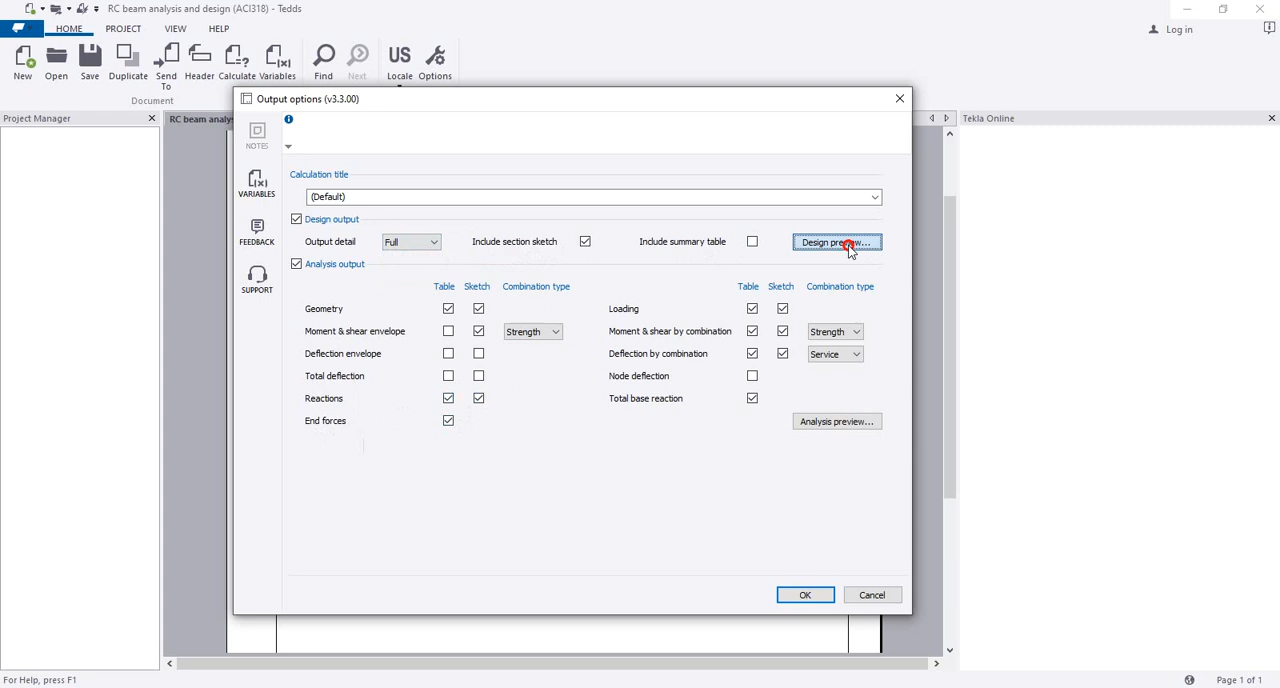 RC beam analysis and design (ACI318) - Tedds
HOME PROJECT VIEW HELP Log in
New Open Save Duplicate Send To Header Calculate Variables Find Next US Locale Options
Document
Project Manager
RC beam analys
Tekla Online
Output options (v3.3.00)
NOTES
VARIABLES
FEEDBACK
SUPPORT
Calculation title
(Default)
Design output
Output detail Full Include section sketch Include summary table Design preview...
Analysis output
Table Sketch Combination type Table Sketch Combination type
Geometry Loading
Moment & shear envelope Strength Moment & shear by combination Strength
Deflection envelope Deflection by combination Service
Total deflection Node deflection
Reactions Total base reaction
End forces Analysis preview...
OK Cancel
For Help, press F1 Page 1 of 1